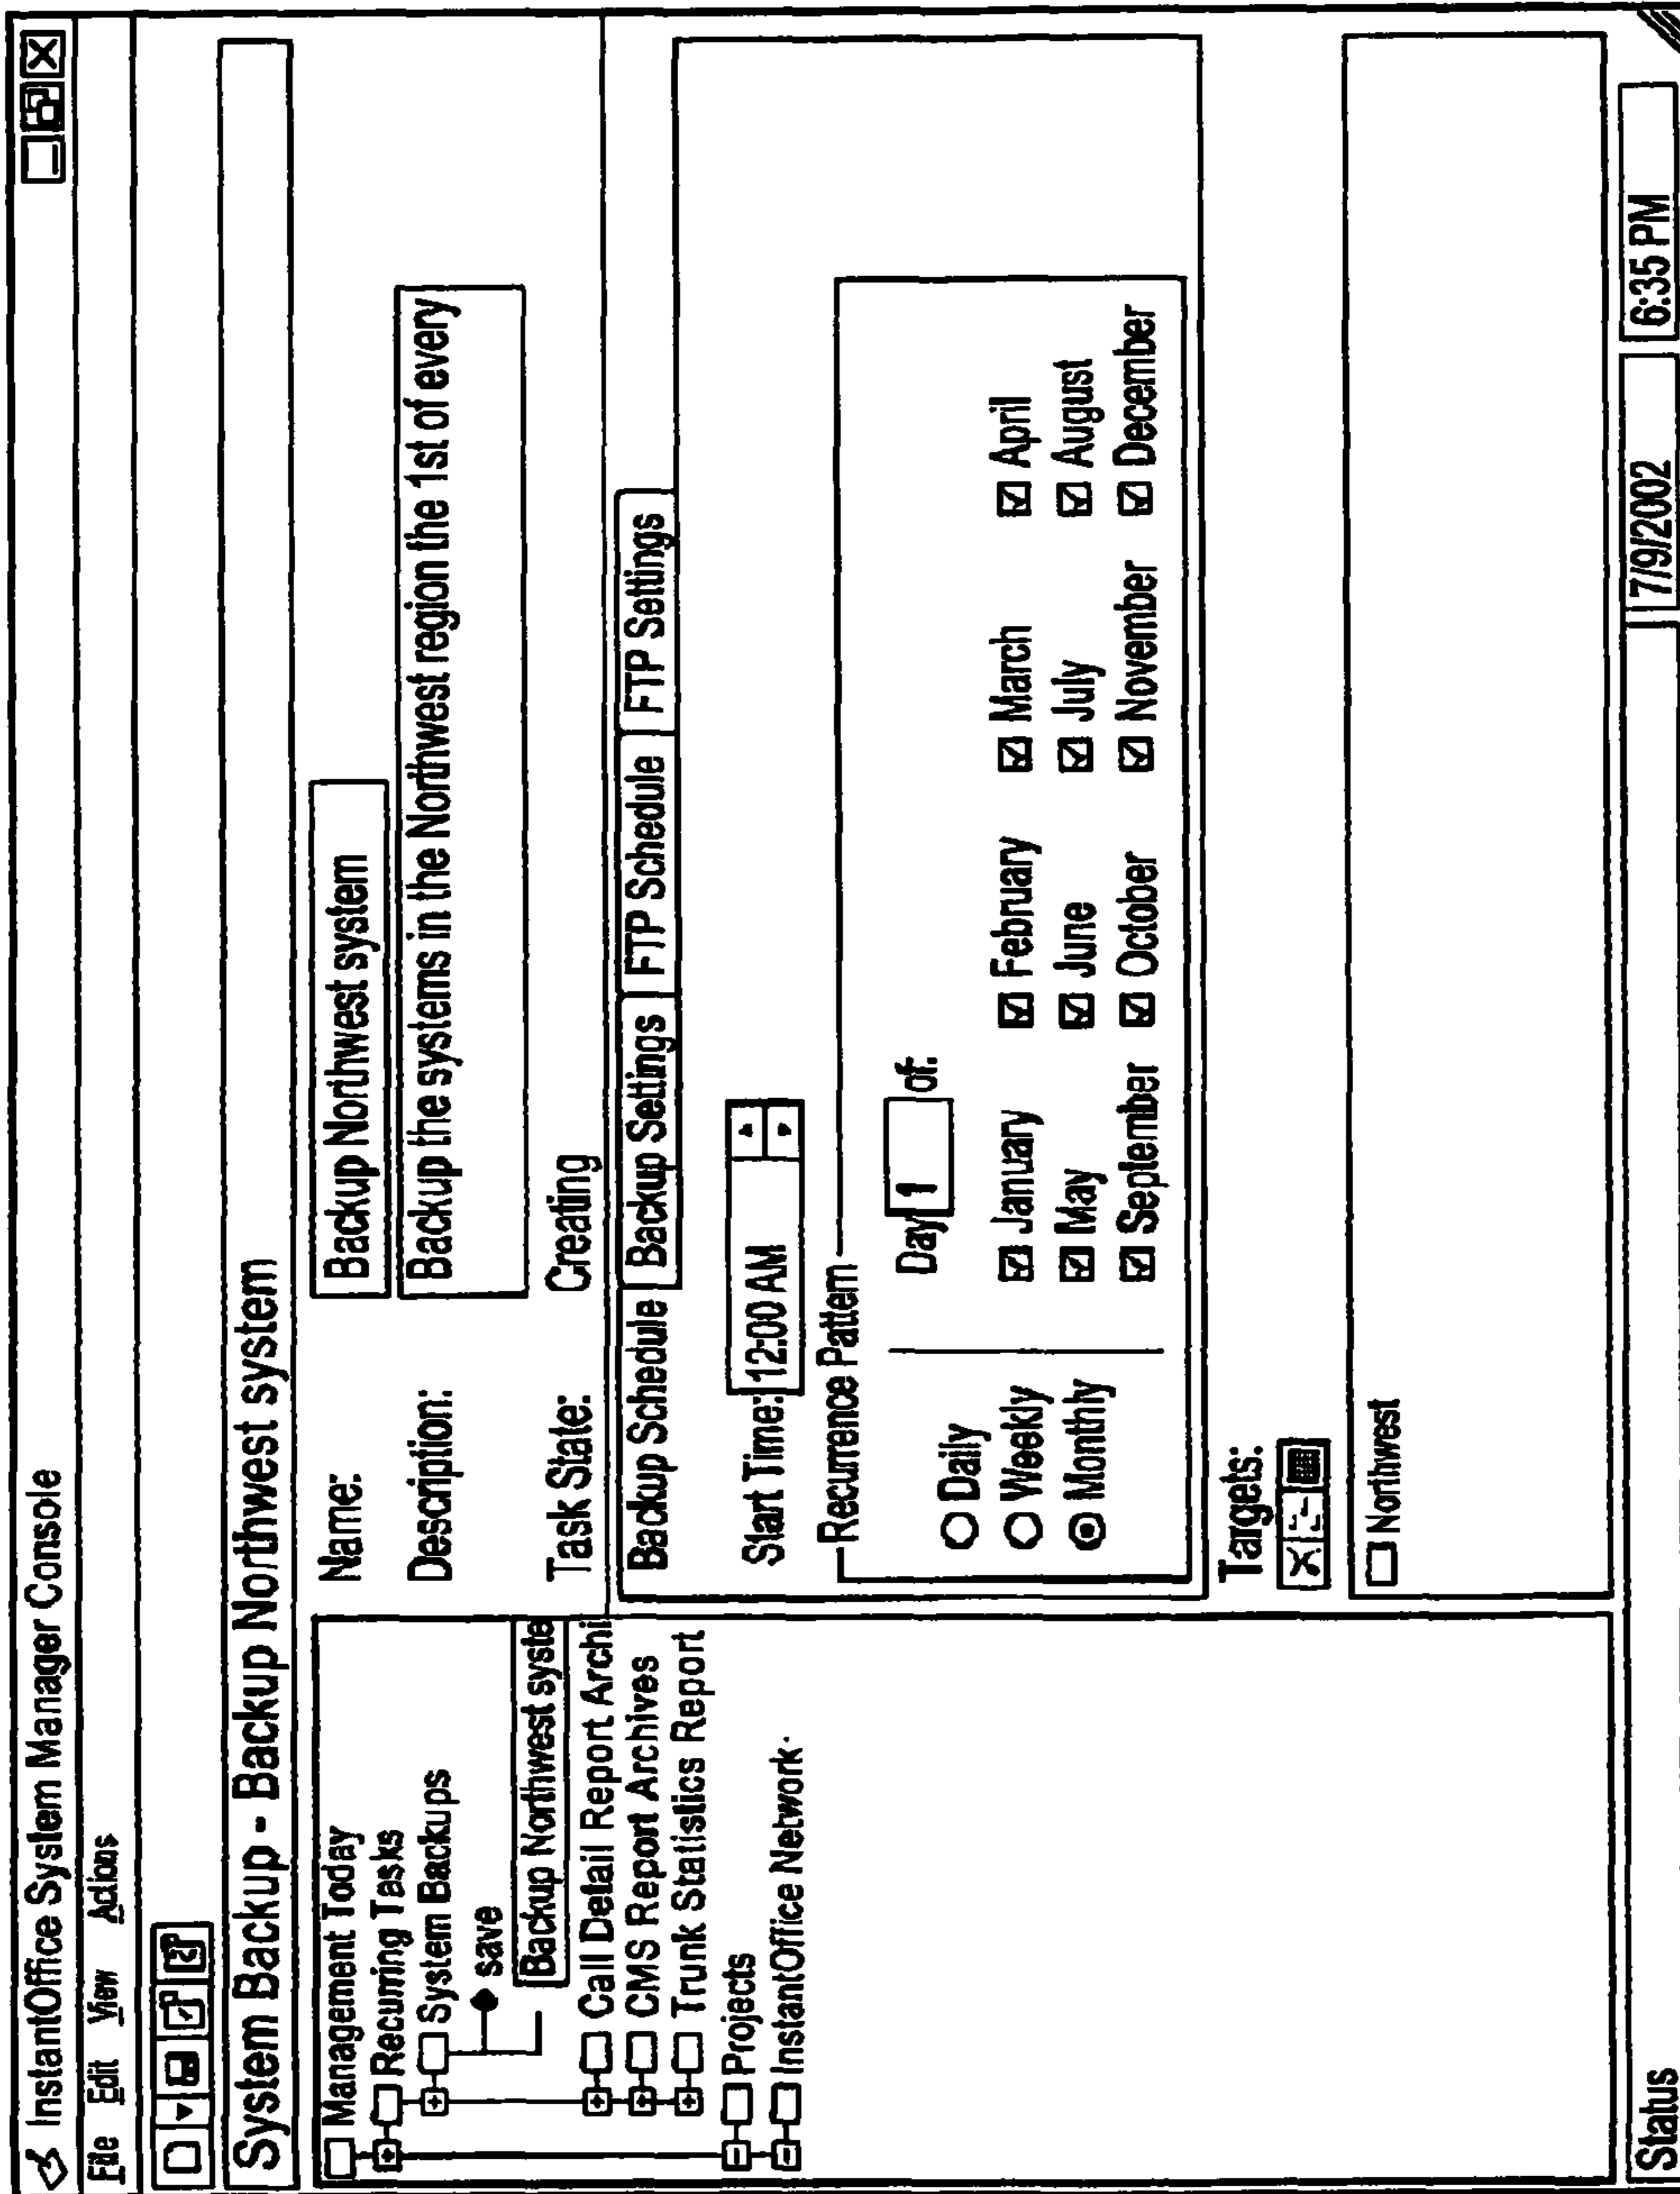 InstantOffice System Manager Console
File Edit View Actions
System Backup - Backup Northwest system
Management Today
Recurring Tasks
System Backups
save
Backup Northwest syste
Call Detail Report Archi
CMS Report Archives
Trunk Statistics Report
Projects
InstantOffice Network
Name: Backup Northwest system
Description: Backup the systems in the Northwest region the 1st of every
Task State: Creating
Backup Schedule Backup Settings FTP Schedule FTP Settings
Start Time: 12:00 AM
Recurrence Pattern
Daily
Weekly
Monthly
Day 1 of:
January February March April
May June July August
September October November December
Targets:
Northwest
Status 7/9/2002 6:35 PM